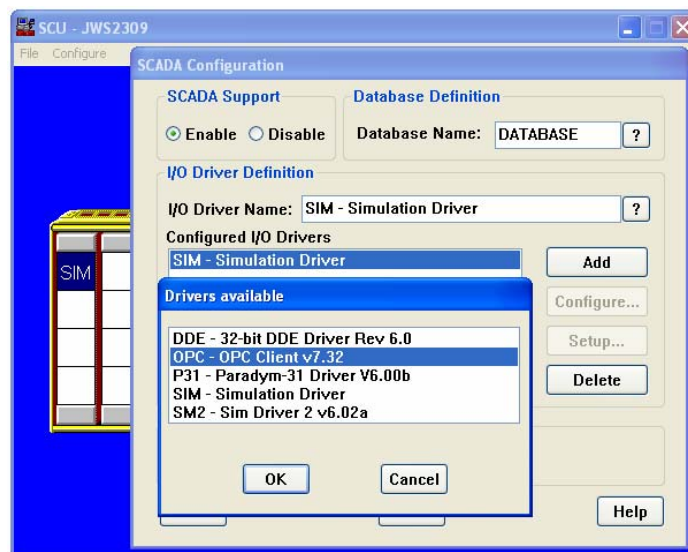 SCU - JWS2309
File Configure
SCADA Configuration
SCADA Support
Enable Disable
Database Definition
Database Name: DATABASE ?
I/O Driver Definition
I/O Driver Name: SIM - Simulation Driver ?
Configured I/O Drivers
SIM - Simulation Driver
Add
Configure...
Setup...
Delete
SIM
Drivers available
DDE - 32-bit DDE Driver Rev 6.0
OPC - OPC Client v7.32
P31 - Paradym-31 Driver V6.00b
SIM - Simulation Driver
SM2 - Sim Driver 2 v6.02a
OK Cancel
Help